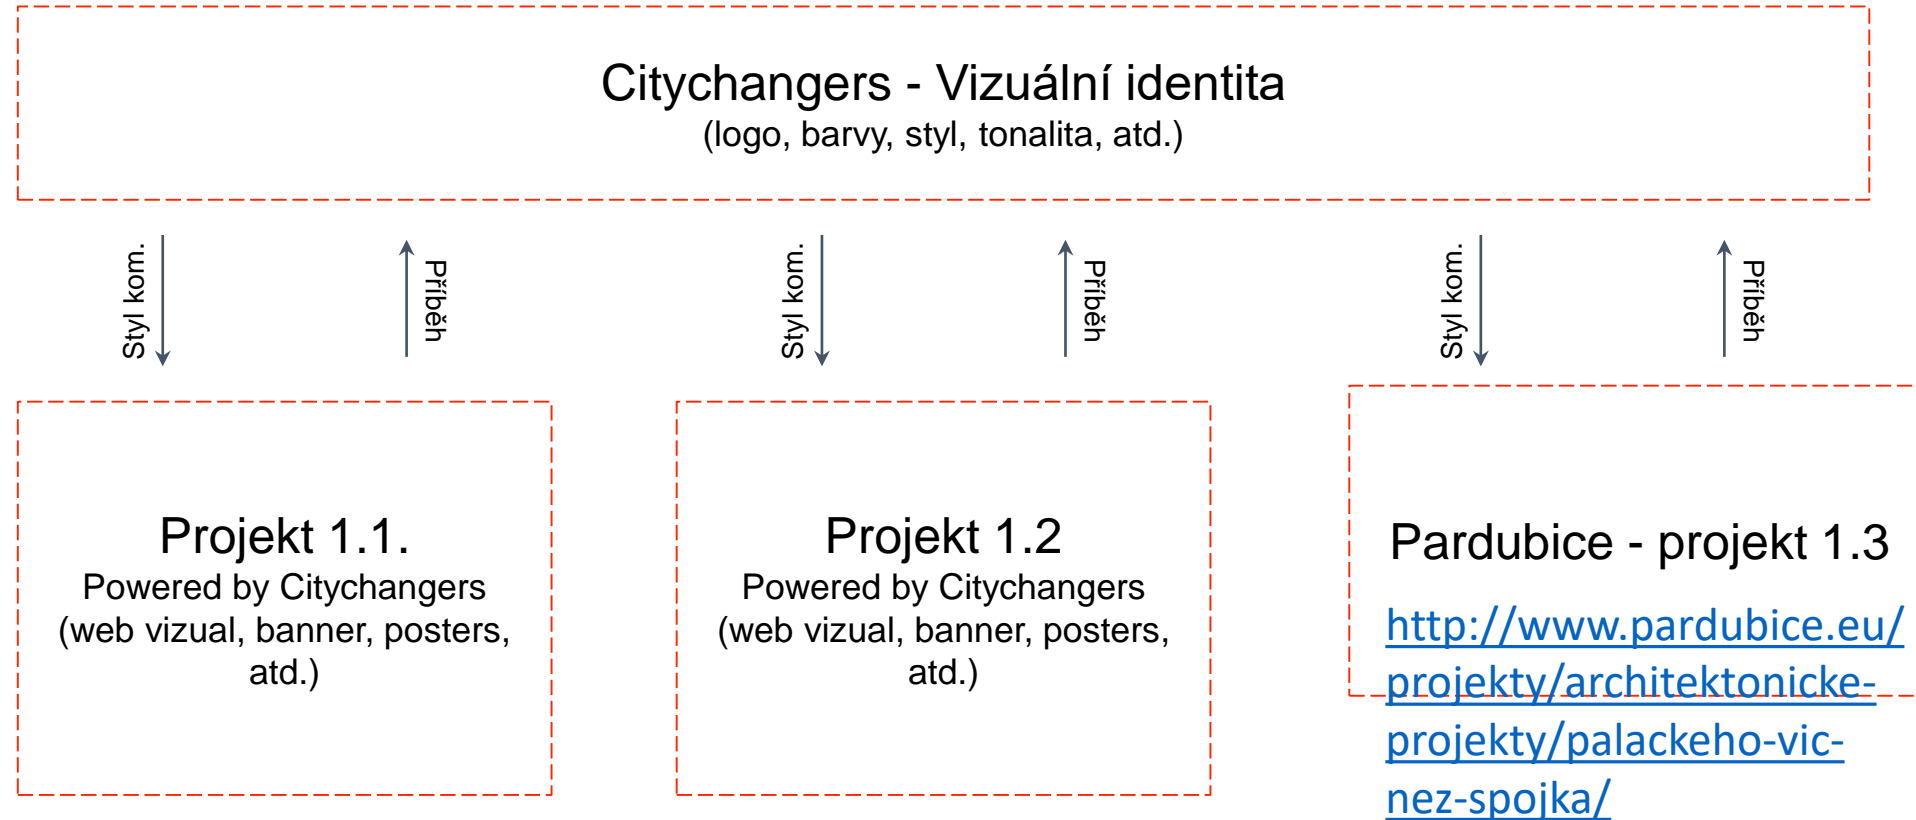 Citychangers - Vizuální identita
(logo, barvy, styl, tonalita, atd.)
Styl kom.
Příběh
Styl kom.
Příběh
Styl kom.
Příběh
Projekt 1.1.
Powered by Citychangers
(web vizual, banner, posters,
atd.)
Projekt 1.2
Powered by Citychangers
(web vizual, banner, posters,
atd.)
Pardubice - projekt 1.3
http://www.pardubice.eu/
projekty/architektonicke-
projekty/palackeho-vic-
nez-spojka/